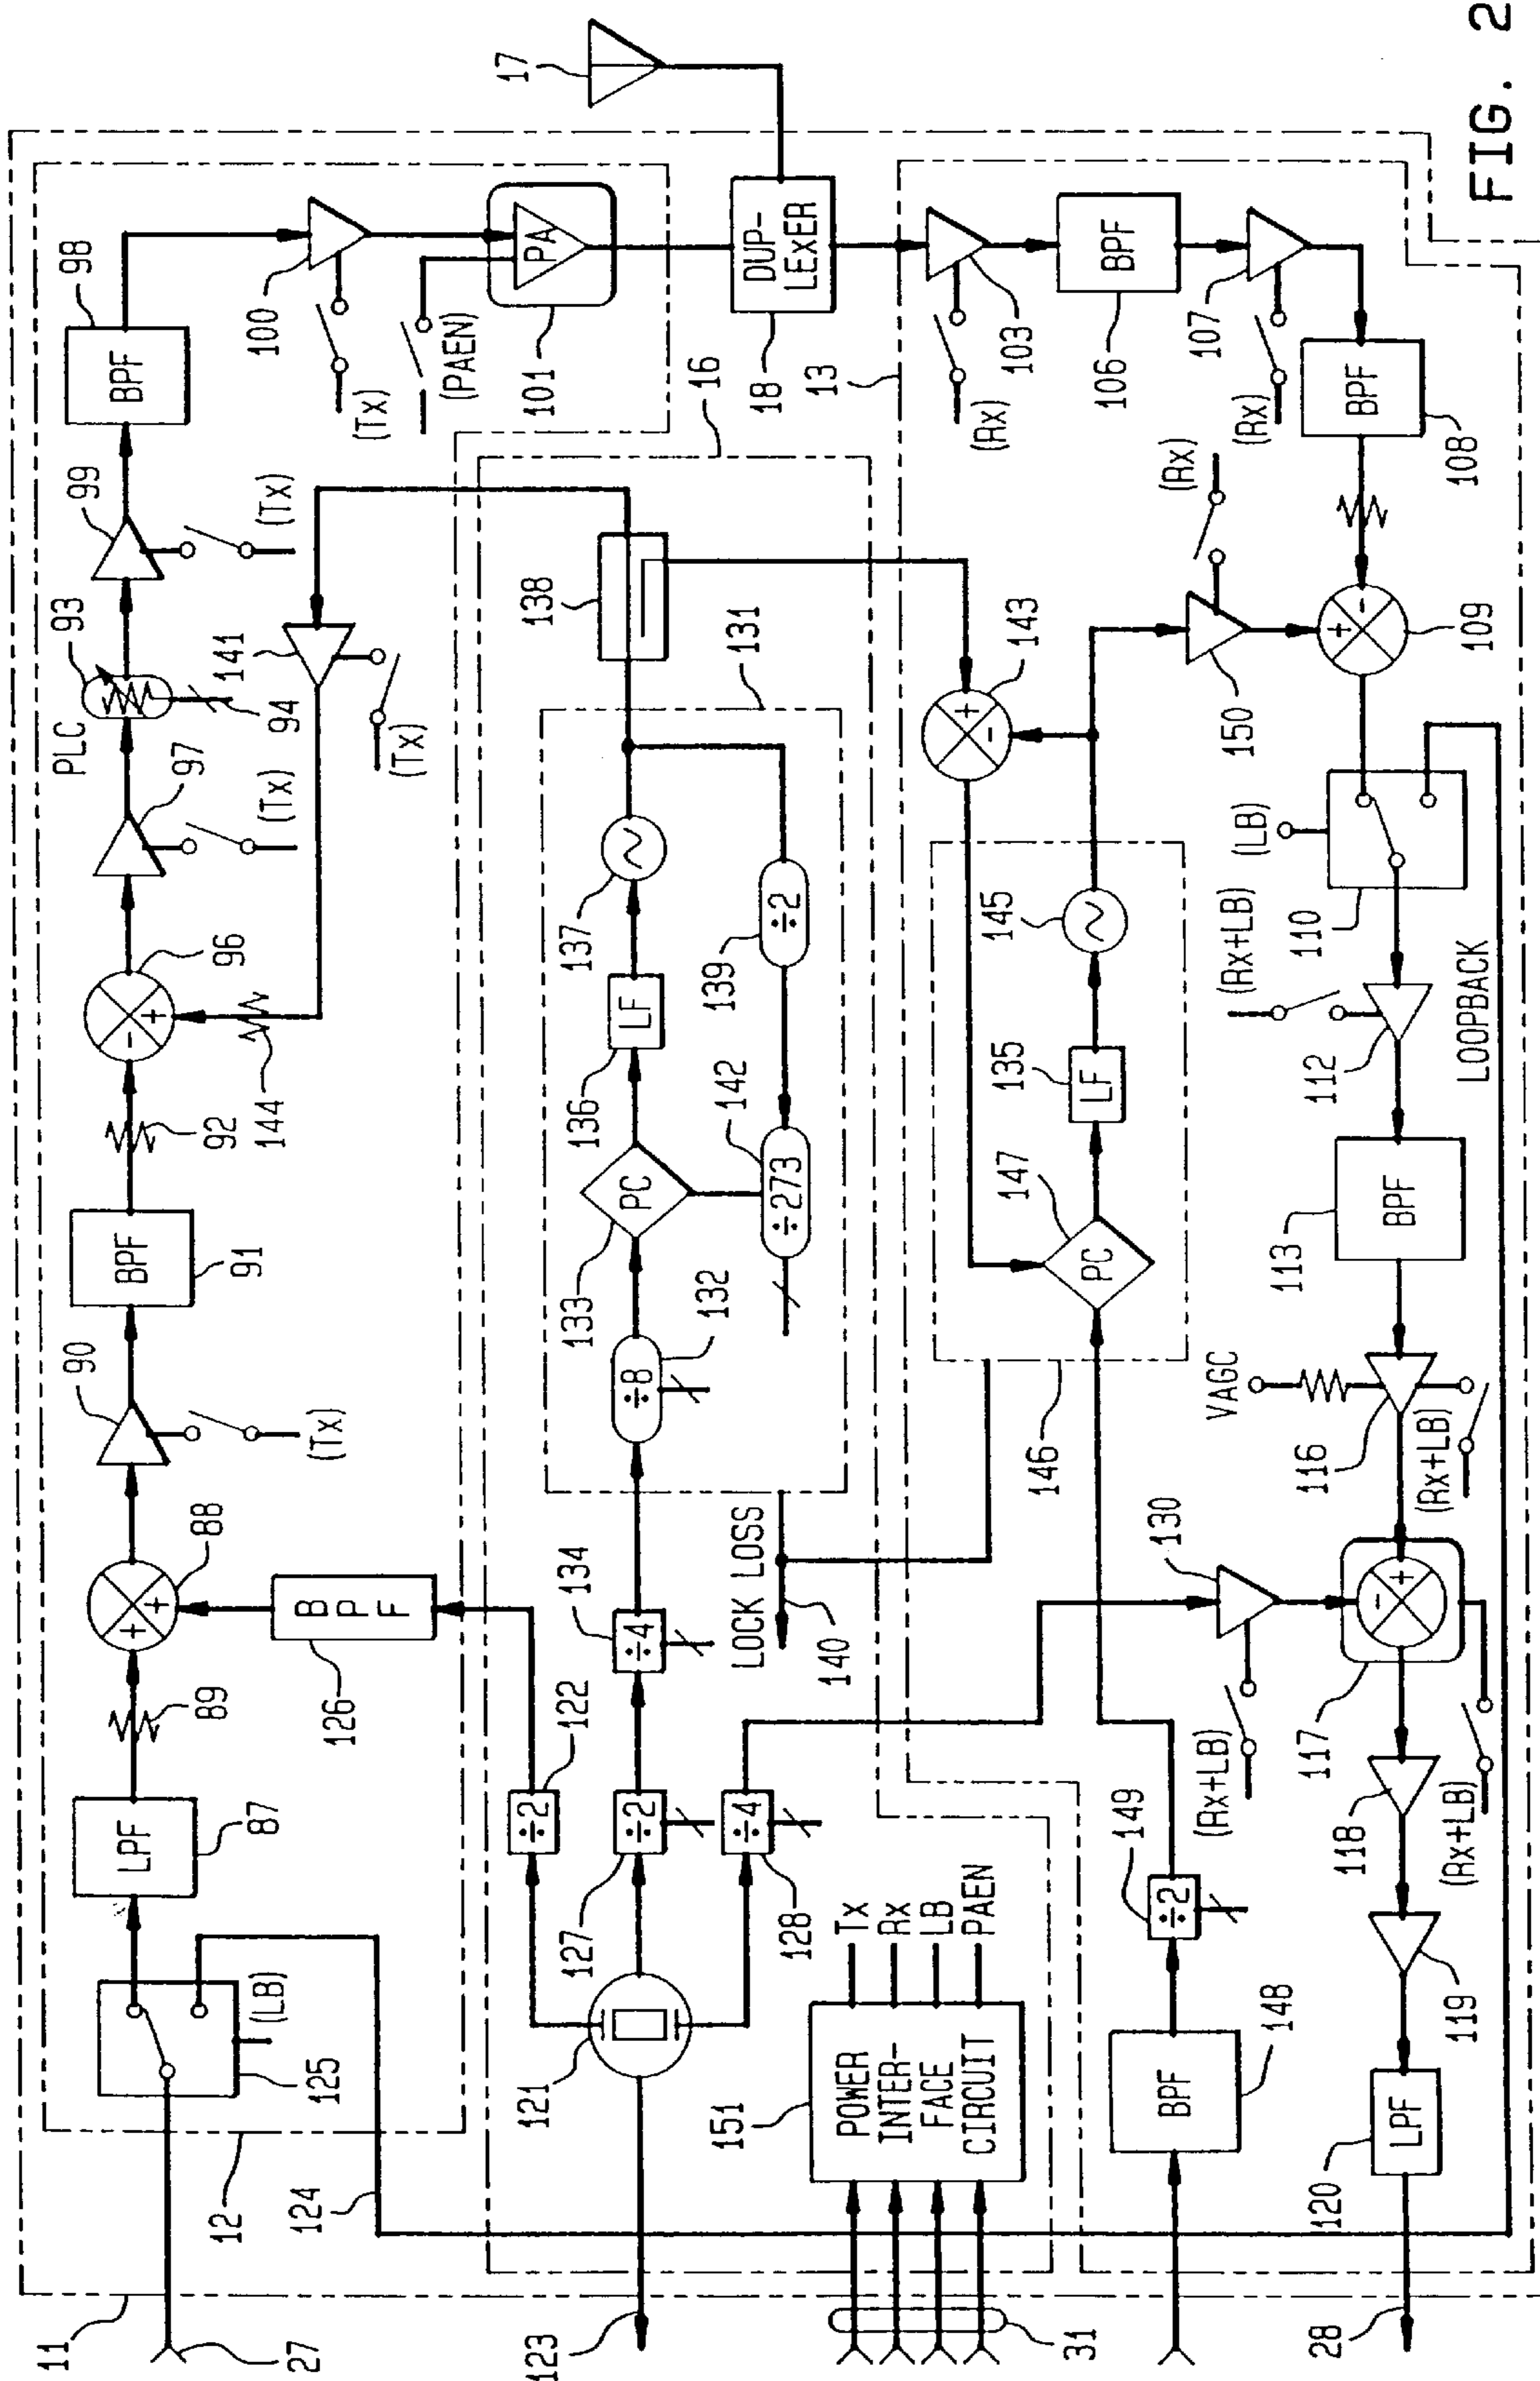 11
12
27
125
(LB)
124
LPF
87
89
88
BPF
126
90
(Tx)
BPF
91
92
144
96
97
(Tx)
PLC
93
94
141
(Tx)
99
(Tx)
BPF
98
100
(Tx)
(PAEN)
PA
101
17
DUP-
LEXER
18
16
13
123
121
÷2
122
÷2
127
÷4
128
÷4
134
÷8
132
PC
133
LF
136
137
÷2
139
÷273
142
131
138
LOCK LOSS
140
31
151
POWER
INTER-
FACE
CIRCUIT
Tx
Rx
LB
PAEN
BPF
148
÷2
149
PC
147
LF
135
145
146
+
-
143
150
(Rx)
103
(Rx)
BPF
106
107
(Rx)
BPF
108
+
-
109
110
(LB)
LOOPBACK
112
(Rx+LB)
BPF
113
VAGC
116
(Rx+LB)
130
(Rx+LB)
-
+
117
(Rx+LB)
118
119
LPF
120
28
FIG. 2